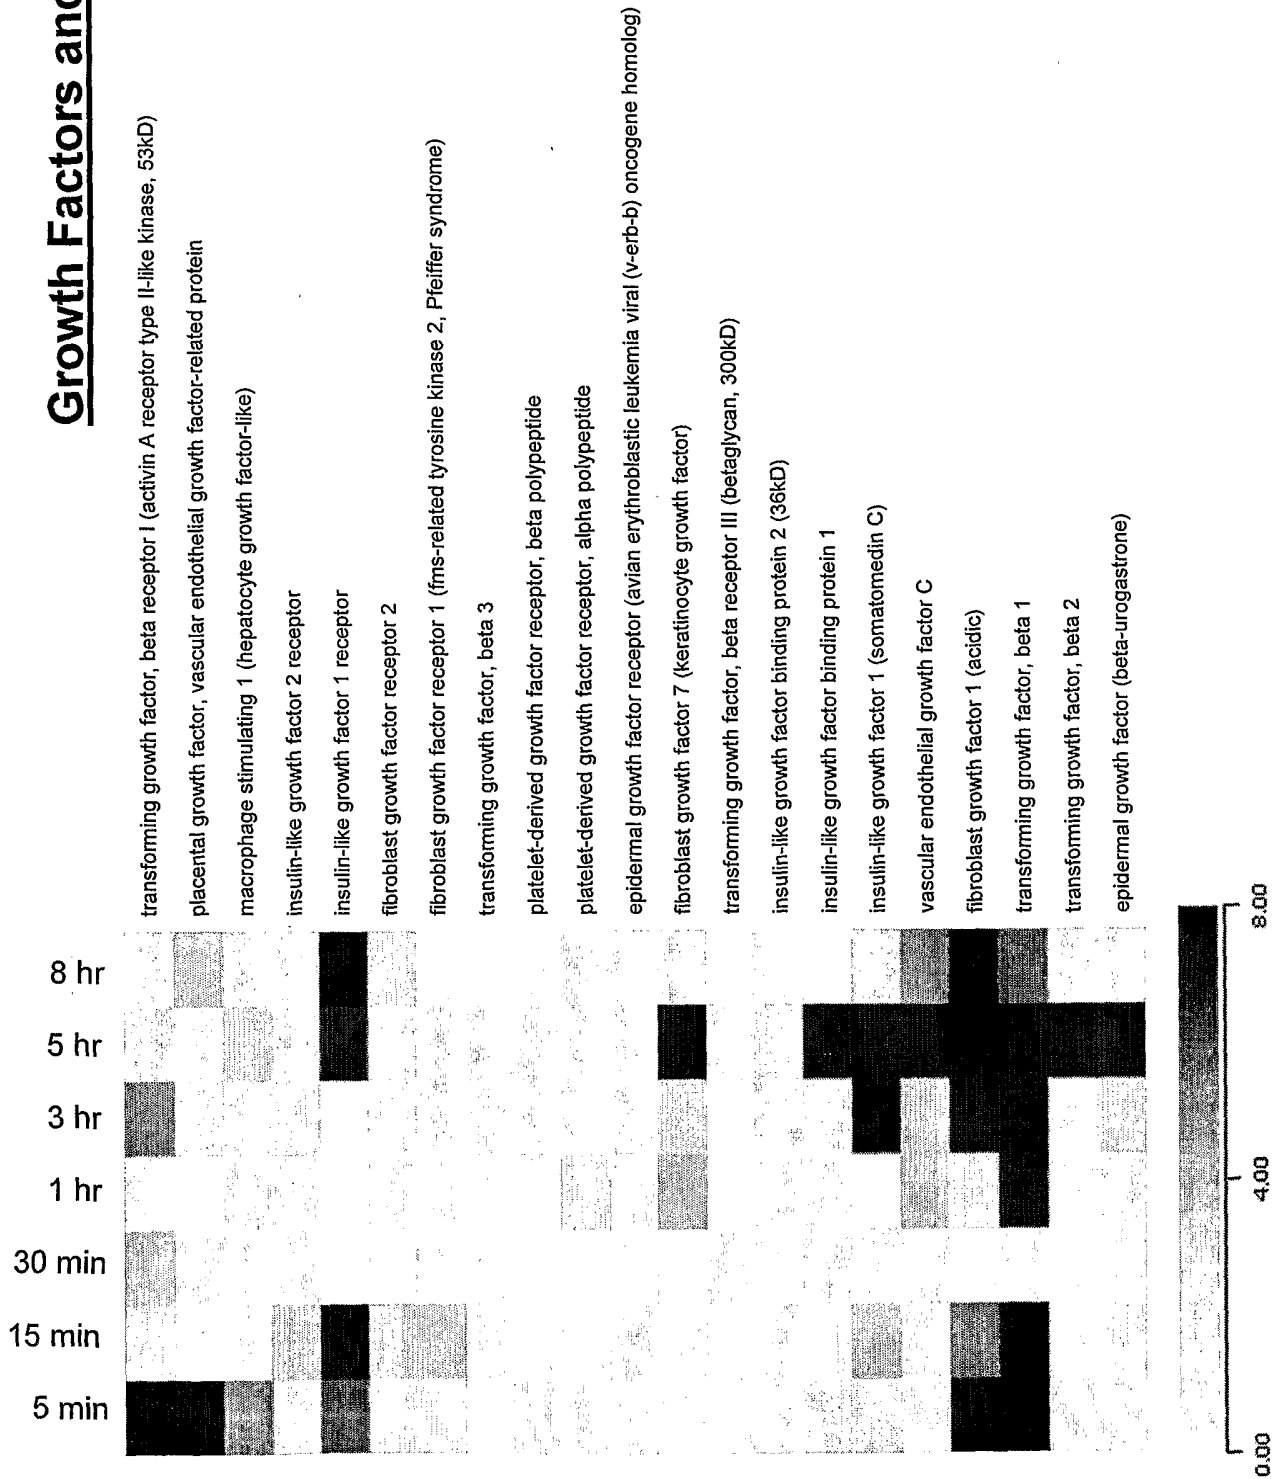 Growth Factors and
8 hr
5 hr
3 hr
1 hr
30 min
15 min
5 min
transforming growth factor, beta receptor I (activin A receptor type II-like kinase, 53kD)
placental growth factor, vascular endothelial growth factor-related protein
macrophage stimulating 1 (hepatocyte growth factor-like)
insulin-like growth factor 2 receptor
insulin-like growth factor 1 receptor
fibroblast growth factor receptor 2
fibroblast growth factor receptor 1 (fms-related tyrosine kinase 2, Pfeiffer syndrome)
transforming growth factor, beta 3
platelet-derived growth factor receptor, beta polypeptide
platelet-derived growth factor receptor, alpha polypeptide
epidermal growth factor receptor (avian erythroblastic leukemia viral (v-erb-b) oncogene homolog)
fibroblast growth factor 7 (keratinocyte growth factor)
transforming growth factor, beta receptor III (betaglycan, 300kD)
insulin-like growth factor binding protein 2 (36kD)
insulin-like growth factor binding protein 1
insulin-like growth factor 1 (somatomedin C)
vascular endothelial growth factor C
fibroblast growth factor 1 (acidic)
transforming growth factor, beta 1
transforming growth factor, beta 2
epidermal growth factor (beta-urogastrone)
0.00
4.00
8.00